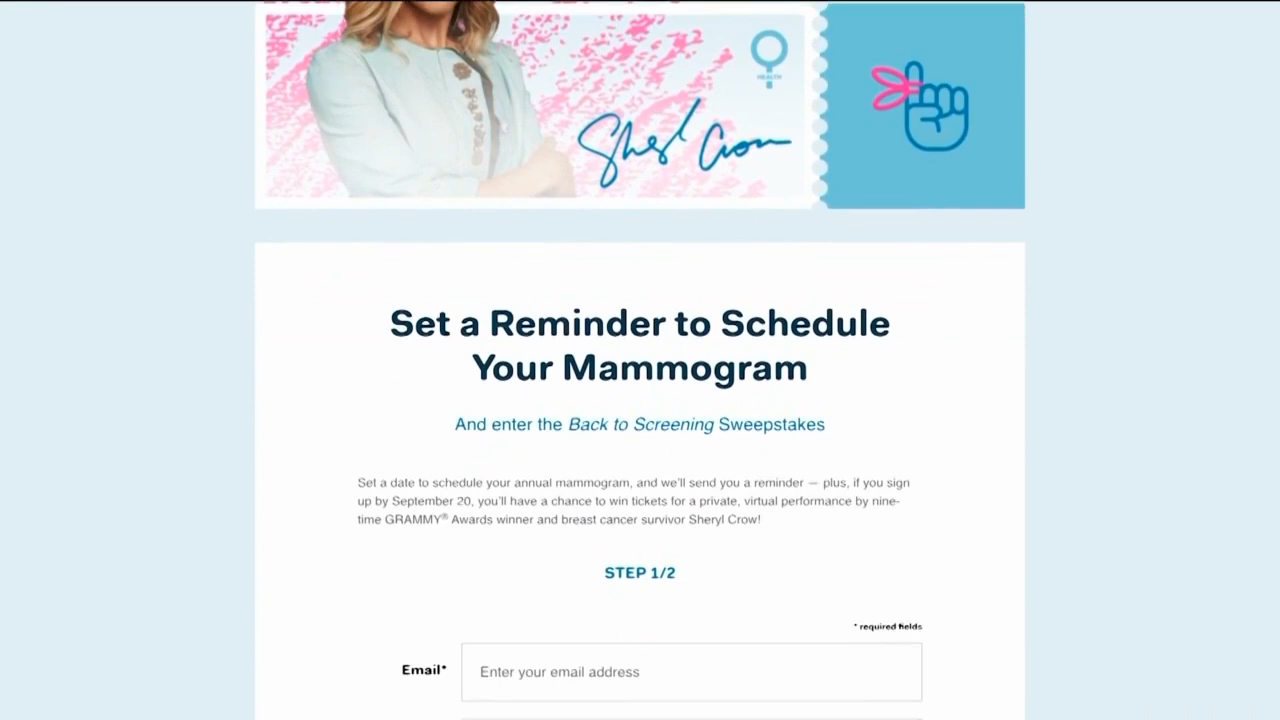 HEALTH
Sheryl Crow
Set a Reminder to Schedule
Your Mammogram
And enter the Back to Screening Sweepstakes
Set a date to schedule your annual mammogram, and we'll send you a reminder — plus, if you sign
up by September 20, you'll have a chance to win tickets for a private, virtual performance by nine-
time GRAMMY® Awards winner and breast cancer survivor Sheryl Crow!
STEP 1/2
* required fields
Email*
Enter your email address